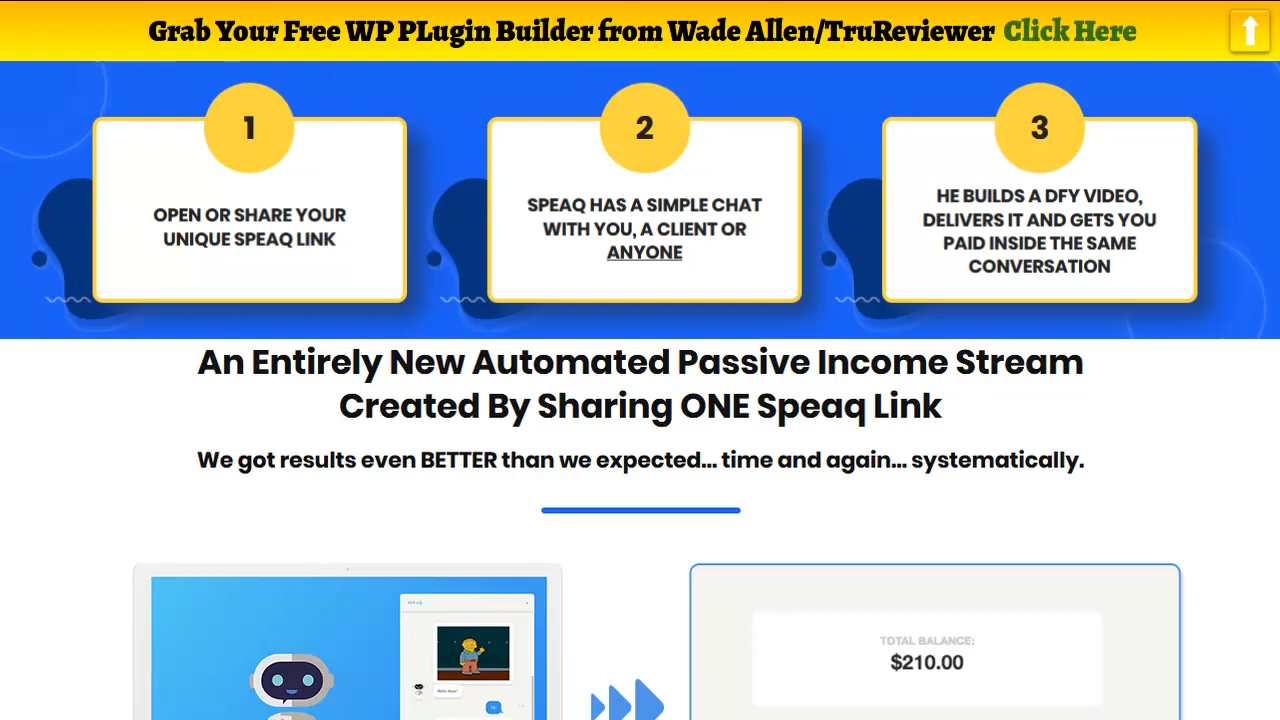 Grab Your Free WP PLugin Builder from Wade Allen/TruReviewer Click Here
1
OPEN OR SHARE YOUR
UNIQUE SPEAQ LINK
2
SPEAQ HAS A SIMPLE CHAT
WITH YOU, A CLIENT OR
ANYONE
3
HE BUILDS A DFY VIDEO,
DELIVERS IT AND GETS YOU
PAID INSIDE THE SAME
CONVERSATION
An Entirely New Automated Passive Income Stream
Created By Sharing ONE Speaq Link
We got results even BETTER than we expected... time and again... systematically.
TOTAL BALANCE:
$210.00